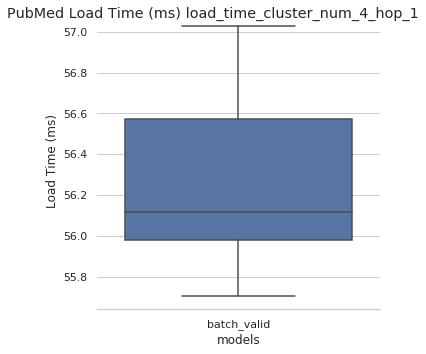 PubMed Load Time (ms) load_time_cluster_num_4_hop_1
57.0
56.8
56.6
56.4
56.2
56.0
55.8
Load Time (ms)
batch_valid
models